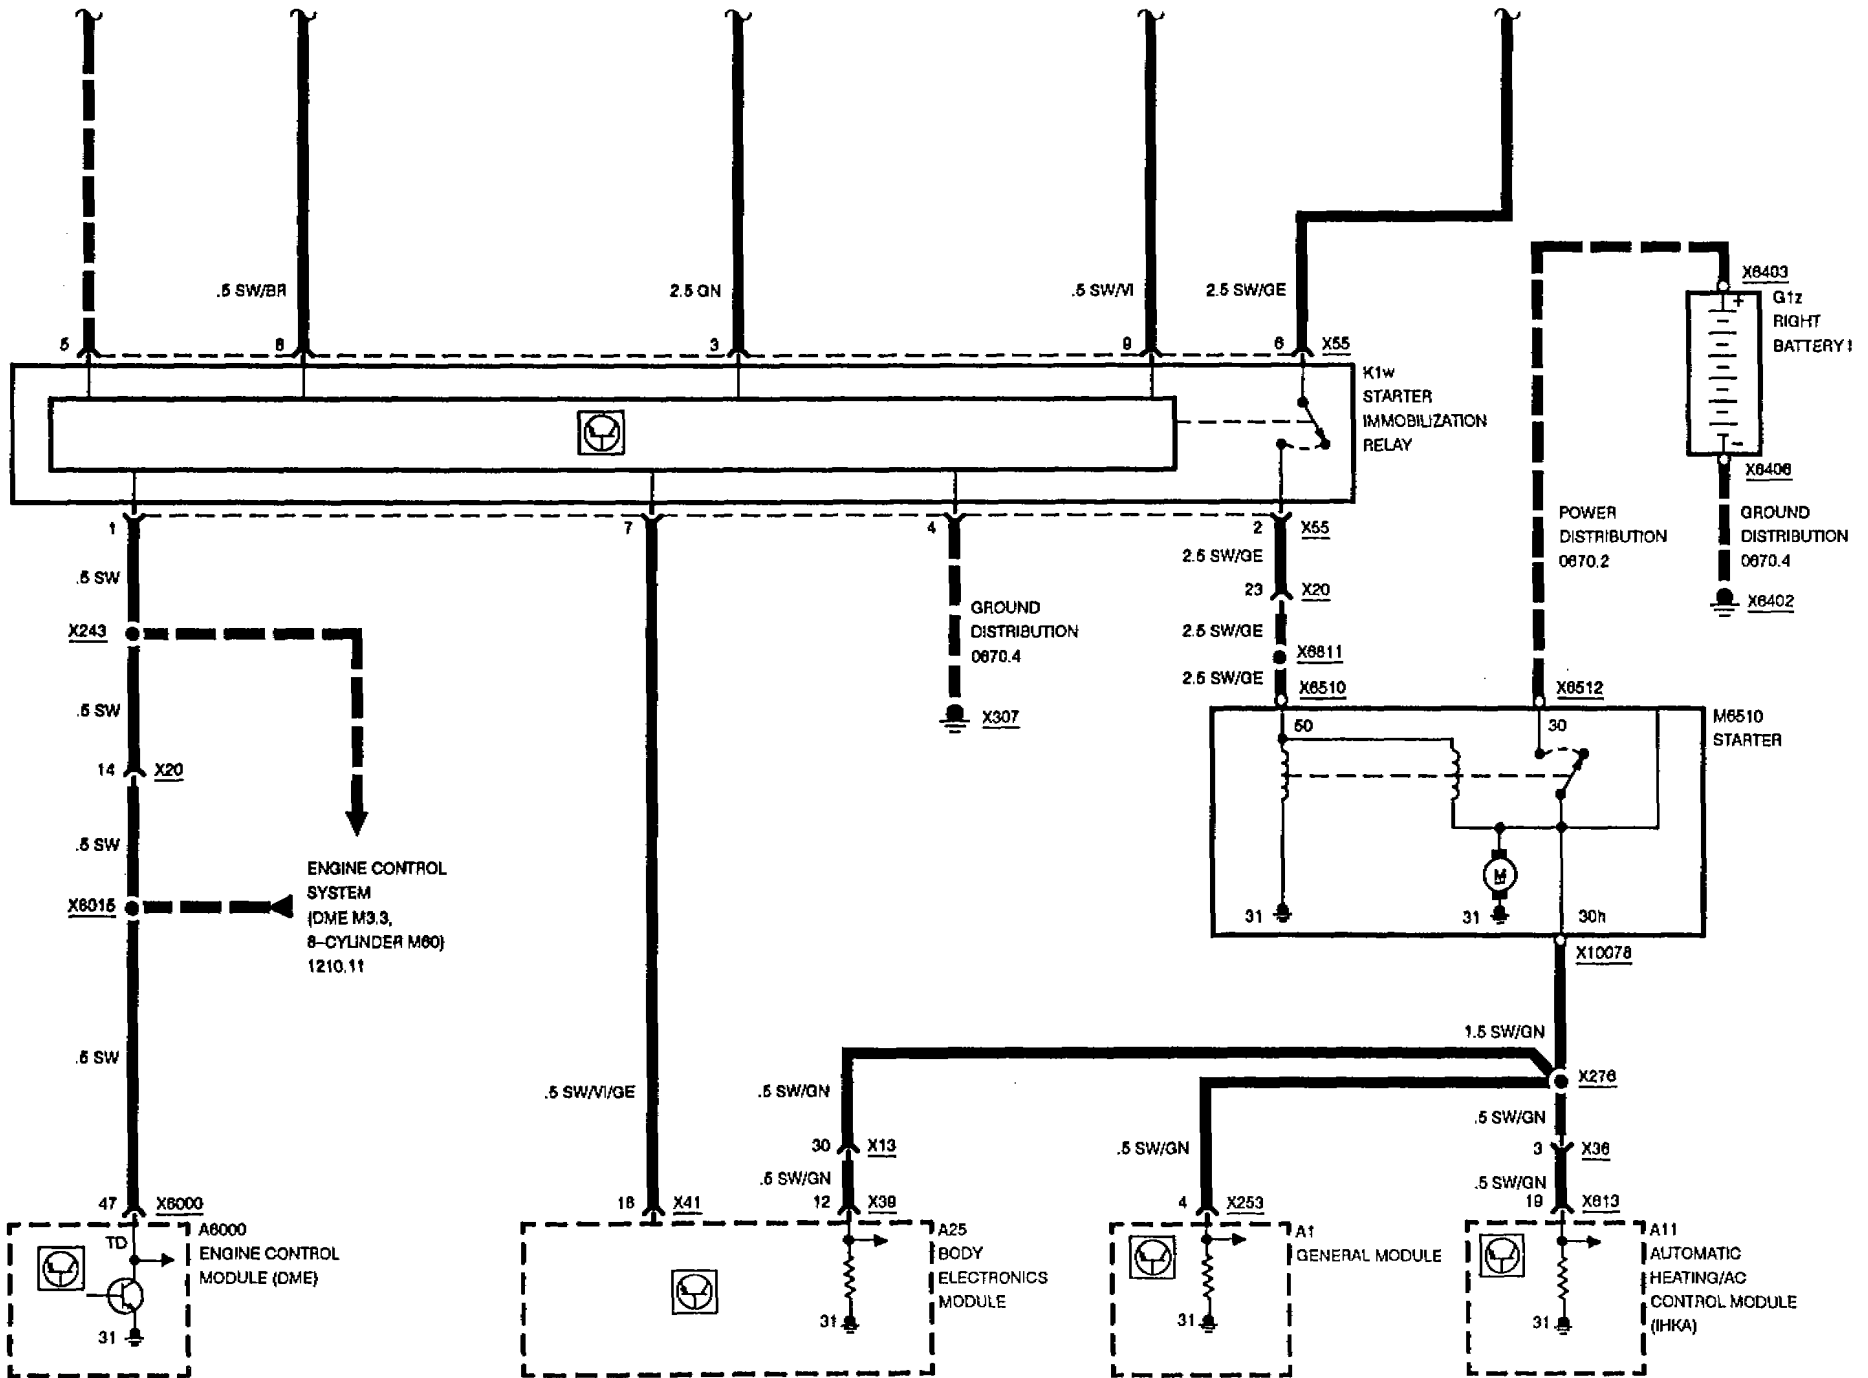 .5 SW/BR
2.5 GN
.5 SW/VI
2.5 SW/GE
X6403
+
G1z
RIGHT
BATTERY I
5
8
3
9
6
X55
K1w
STARTER
IMMOBILIZATION
RELAY
-
X6406
1
7
4
2
X55
POWER
DISTRIBUTION
0670.2
GROUND
DISTRIBUTION
0670.4
X6402
.5 SW
2.5 SW/GE
23
X20
X243
GROUND
DISTRIBUTION
0670.4
X307
2.5 SW/GE
X6811
2.5 SW/GE
X6510
X6512
.5 SW
50
30
M6510
STARTER
14
X20
.5 SW
X6015
ENGINE CONTROL
SYSTEM
(DME M3.3,
8-CYLINDER M60)
1210.11
M
31
31
30h
X10078
.5 SW
1.5 SW/GN
X276
.5 SW/VI/GE
.5 SW/GN
.5 SW/GN
30
X13
.5 SW/GN
3
X36
.5 SW/GN
.5 SW/GN
47
X6000
16
X41
12
X39
4
X253
19
X613
TD
A6000
ENGINE CONTROL
MODULE (DME)
31
A25
BODY
ELECTRONICS
MODULE
31
A1
GENERAL MODULE
31
A11
AUTOMATIC
HEATING/AC
CONTROL MODULE
(IHKA)
31